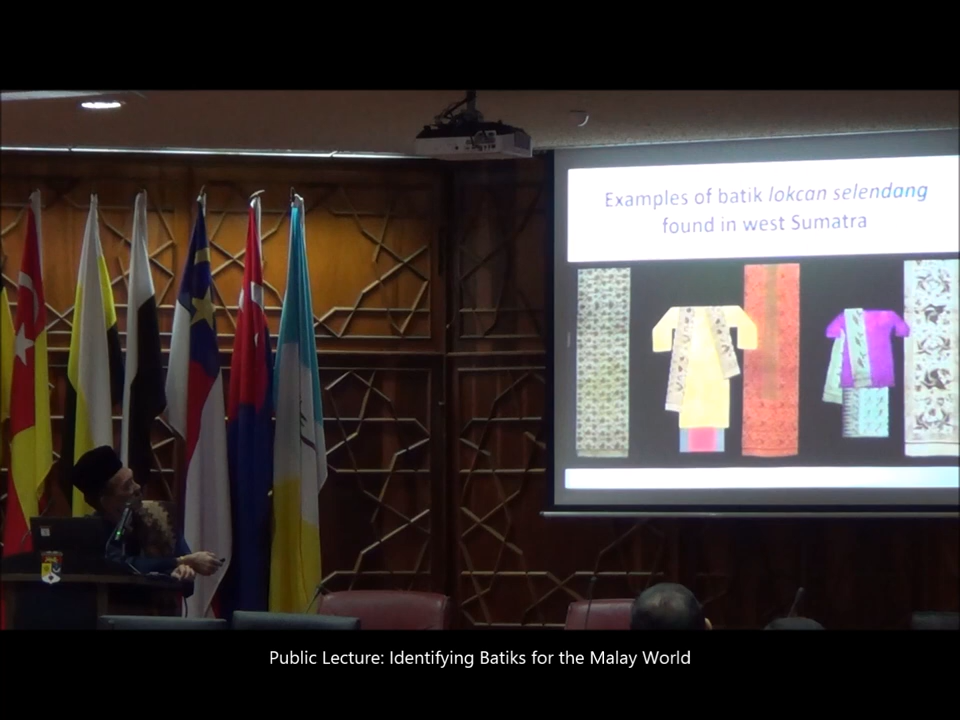 Examples of batik lokcan selendang
found in west Sumatra
Public Lecture: Identifying Batiks for the Malay World